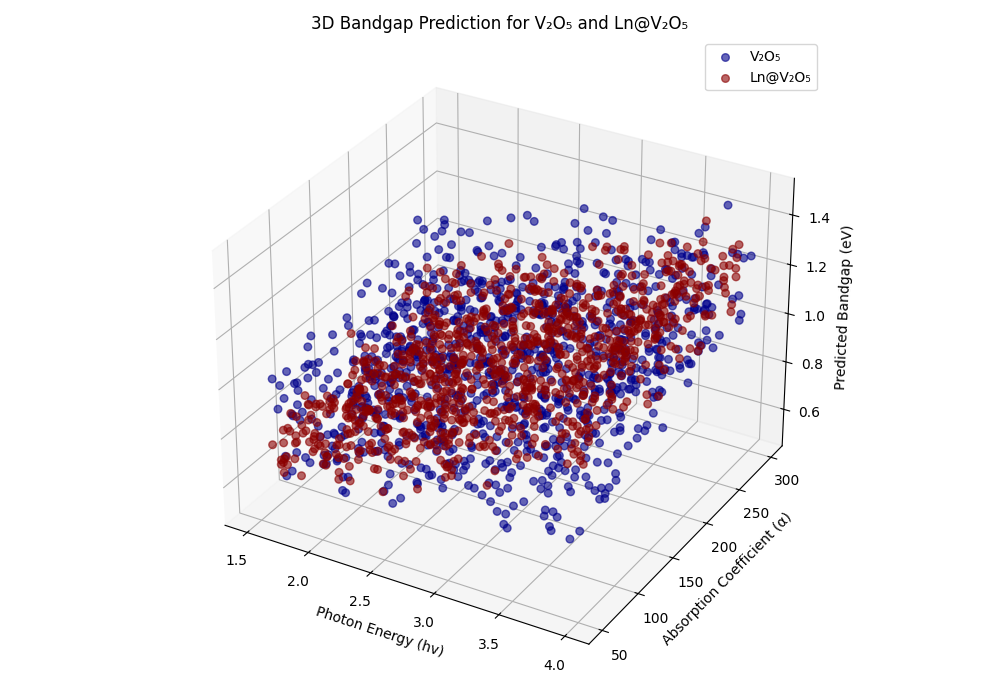 3D Bandgap Prediction for V₂O₅ and Ln@V₂O₅
V₂O₅
Ln@V₂O₅
1.4
1.2
1.0
0.8
0.6
Predicted Bandgap (eV)
300
250
200
150
100
50
Absorption Coefficient (α)
1.5
2.0
2.5
3.0
3.5
4.0
Photon Energy (hν)